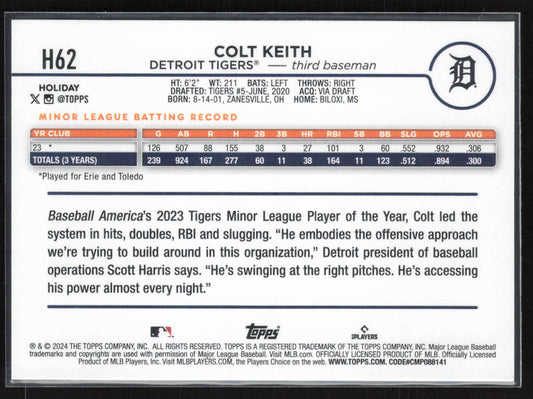 H62
COLT KEITH
DETROIT TIGERS® — third baseman
HOLIDAY
@TOPPS
HT: 6'2" WT: 211 BATS: LEFT THROWS: RIGHT
DRAFTED: TIGERS #5-JUNE, 2020 ACQ: VIA DRAFT
BORN: 8-14-01, ZANESVILLE, OH HOME: BILOXI, MS
D
MINOR LEAGUE BATTING RECORD
YR CLUB G AB R H 2B 3B HR RBI SB BB SLG OPS AVG
23 * 126 507 88 155 38 3 27 101 3 60 .552 .932 .306
TOTALS (3 YEARS) 239 924 167 277 60 11 38 164 11 123 .512 .894 .300
*Played for Erie and Toledo
Baseball America's 2023 Tigers Minor League Player of the Year, Colt led the
system in hits, doubles, RBI and slugging. "He embodies the offensive approach
we're trying to build around in this organization," Detroit president of baseball
operations Scott Harris says. "He's swinging at the right pitches. He's accessing
his power almost every night."
Topps
PLAYERS
® & © 2024 THE TOPPS COMPANY, INC. ALL RIGHTS RESERVED. TOPPS IS A REGISTERED TRADEMARK OF THE TOPPS COMPANY, INC. Major League Baseball
trademarks and copyrights are used with permission of Major League Baseball. Visit MLB.com. OFFICIALLY LICENSED PRODUCT OF MLB. Officially Licensed
Product of MLB Players, Inc. Visit MLBPLAYERS.com, the Players Choice on the web. WWW.TOPPS.COM. CODE#CMP088141